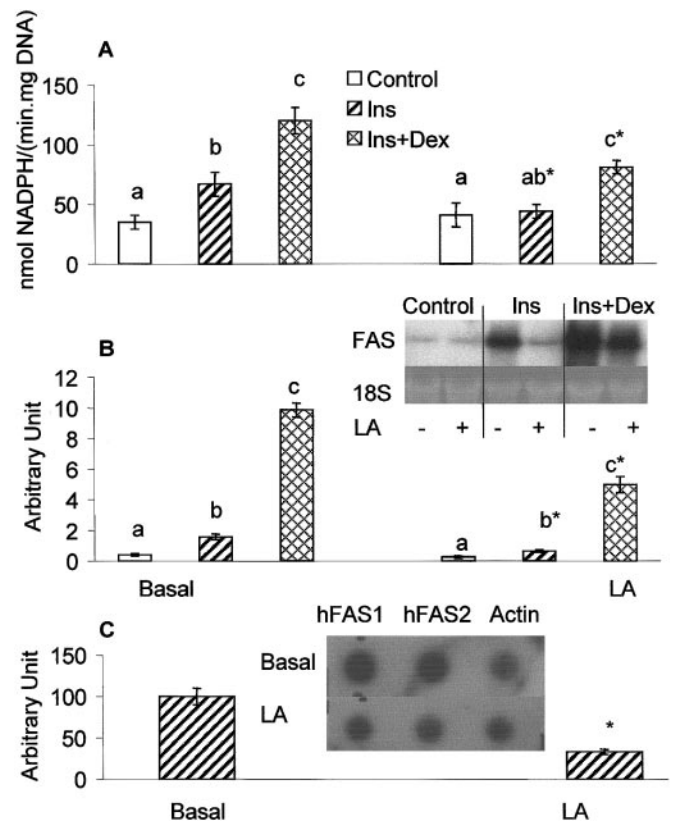 A
nmol NADPH/(min.mg DNA)
150
100
50
0
Control
Ins
Ins+Dex
a
b
c
a
ab*
c*
B
Arbitrary Unit
12
10
8
6
4
2
0
a
b
c
a
b*
c*
Basal
LA
Control Ins Ins+Dex
FAS
18S
LA - + - + - +
C
Arbitrary Unit
150
100
50
0
hFAS1 hFAS2 Actin
Basal
LA
*
Basal
LA